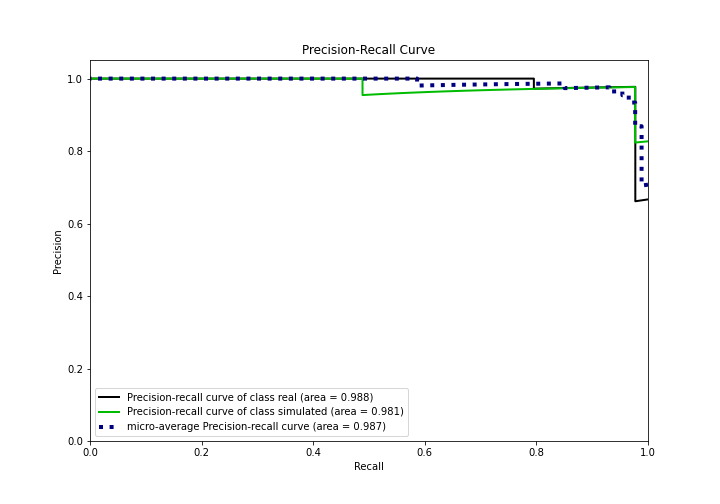 Precision-Recall Curve
1.0
0.8
0.6
0.4
0.2
0.0
Precision
Precision-recall curve of class real (area = 0.988)
Precision-recall curve of class simulated (area = 0.981)
micro-average Precision-recall curve (area = 0.987)
0.0 0.2 0.4 0.6 0.8 1.0
Recall